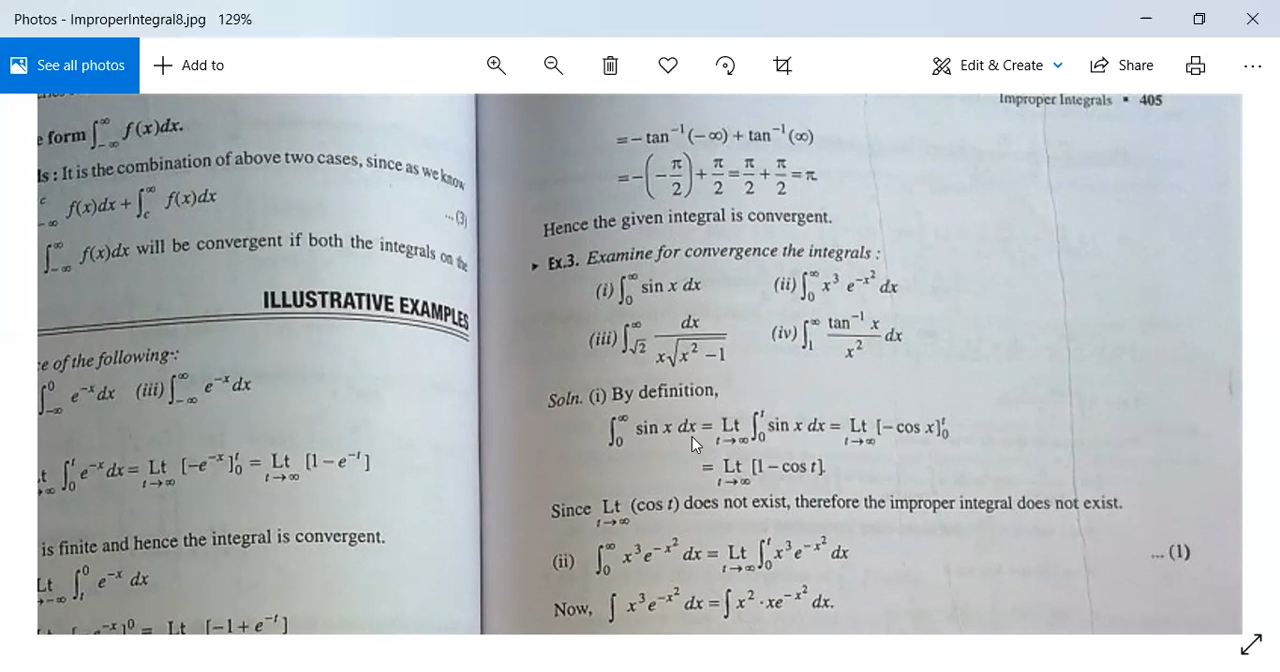 Photos - ImproperIntegral8.jpg 129%
See all photos
Add to
Edit & Create
Share
e form ∫_{-∞}^{∞} f(x)dx.
ls : It is the combination of above two cases, since as we know
_{-∞}^{c} f(x)dx + ∫_c^∞ f(x)dx
...(3)
∫_{-∞}^{∞} f(x)dx will be convergent if both the integrals on the
ILLUSTRATIVE EXAMPLES
e of the following:
∫_{-∞}^0 e^{-x} dx (iii) ∫_{-∞}^{∞} e^{-x} dx
t ∫_0^t e^{-x} dx = Lt_{t→∞} [-e^{-x}]_0^t = Lt_{t→∞} [1 - e^{-t}]
is finite and hence the integral is convergent.
Lt_{→-∞} ∫_t^0 e^{-x} dx
]^0 = Lt [-1 + e^{-t}]
Improper Integrals ▪ 405
= - tan^{-1}(-∞) + tan^{-1}(∞)
= -(-π/2) + π/2 = π/2 + π/2 = π
Hence the given integral is convergent.
▸ Ex.3. Examine for convergence the integrals :
(i) ∫_0^∞ sin x dx (ii) ∫_0^∞ x^3 e^{-x^2} dx
(iii) ∫_{√2}^∞ dx / (x√(x^2 - 1)) (iv) ∫_1^∞ (tan^{-1} x / x^2) dx
Soln. (i) By definition,
∫_0^∞ sin x dx = Lt_{t→∞} ∫_0^t sin x dx = Lt_{t→∞} [- cos x]_0^t
= Lt_{t→∞} [1 - cos t].
Since Lt_{t→∞} (cos t) does not exist, therefore the improper integral does not exist.
(ii) ∫_0^∞ x^3 e^{-x^2} dx = Lt_{t→∞} ∫_0^t x^3 e^{-x^2} dx ... (1)
Now, ∫ x^3 e^{-x^2} dx = ∫ x^2 · xe^{-x^2} dx.